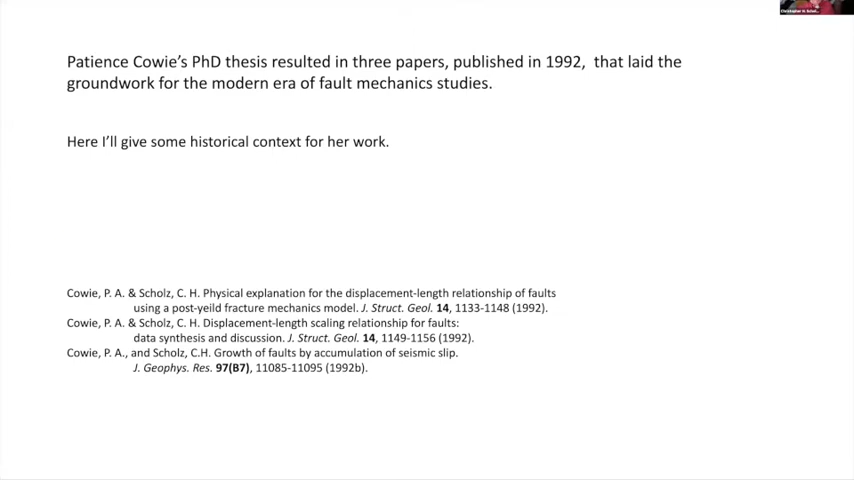 Christopher H. Schol...
Patience Cowie's PhD thesis resulted in three papers, published in 1992, that laid the
groundwork for the modern era of fault mechanics studies.
Here I'll give some historical context for her work.
Cowie, P. A. & Scholz, C. H. Physical explanation for the displacement-length relationship of faults
using a post-yeild fracture mechanics model. J. Struct. Geol. 14, 1133-1148 (1992).
Cowie, P. A. & Scholz, C. H. Displacement-length scaling relationship for faults:
data synthesis and discussion. J. Struct. Geol. 14, 1149-1156 (1992).
Cowie, P. A., and Scholz, C.H. Growth of faults by accumulation of seismic slip.
J. Geophys. Res. 97(B7), 11085-11095 (1992b).